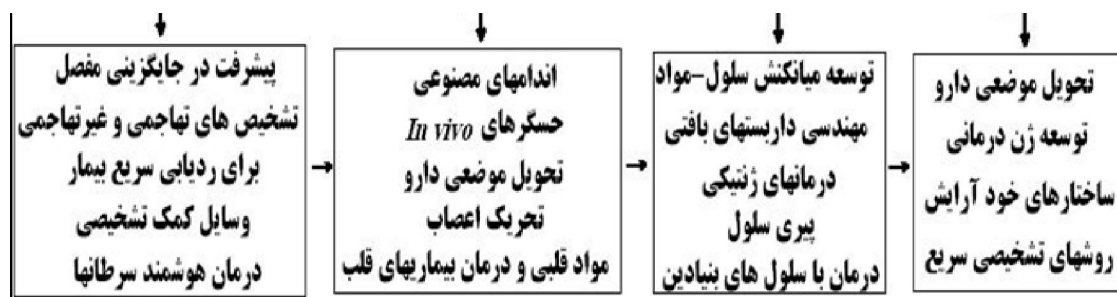 پیشرفت در جایگزینی مفصل
تشخیص های تهاجمی و غیرتهاجمی
برای ردیابی سریع بیمار
وسایل کمک تشخیصی
درمان هوشمند سرطانها
اندامهای مصنوعی
حسگرهای In vivo
تحویل موضعی دارو
تحریک اعصاب
مواد قلبی و درمان بیماریهای قلب
توسعه میانکنش سلول-مواد
مهندسی داربستهای بافتی
درمانهای ژنتیکی
پیری سلول
درمان با سلول های بنیادین
تحویل موضعی دارو
توسعه ژن درمانی
ساختارهای خود آرایش
روشهای تشخیصی سریع